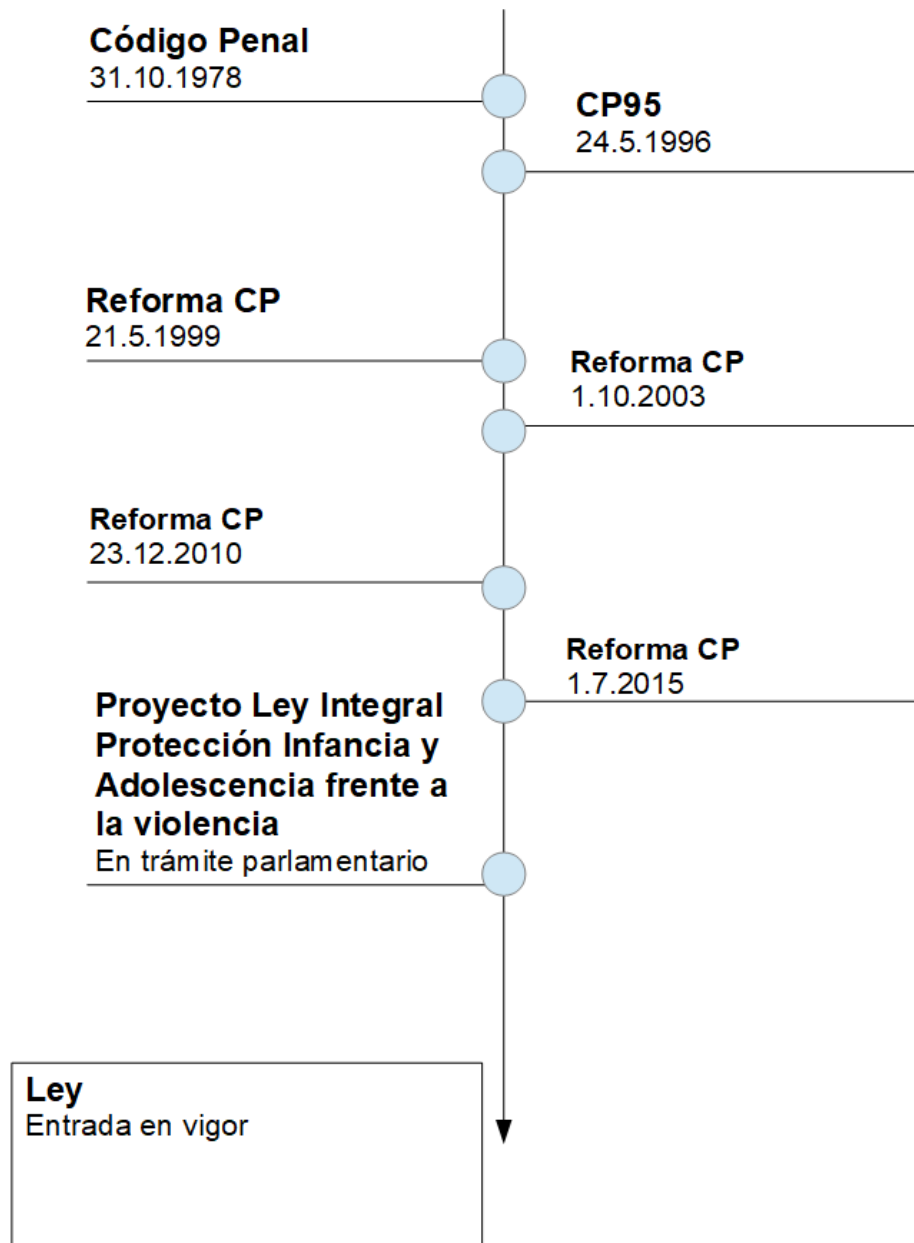 Código Penal
31.10.1978
CP95
24.5.1996
Reforma CP
21.5.1999
Reforma CP
1.10.2003
Reforma CP
23.12.2010
Reforma CP
1.7.2015
Proyecto Ley Integral
Protección Infancia y
Adolescencia frente a
la violencia
En trámite parlamentario
Ley
Entrada en vigor